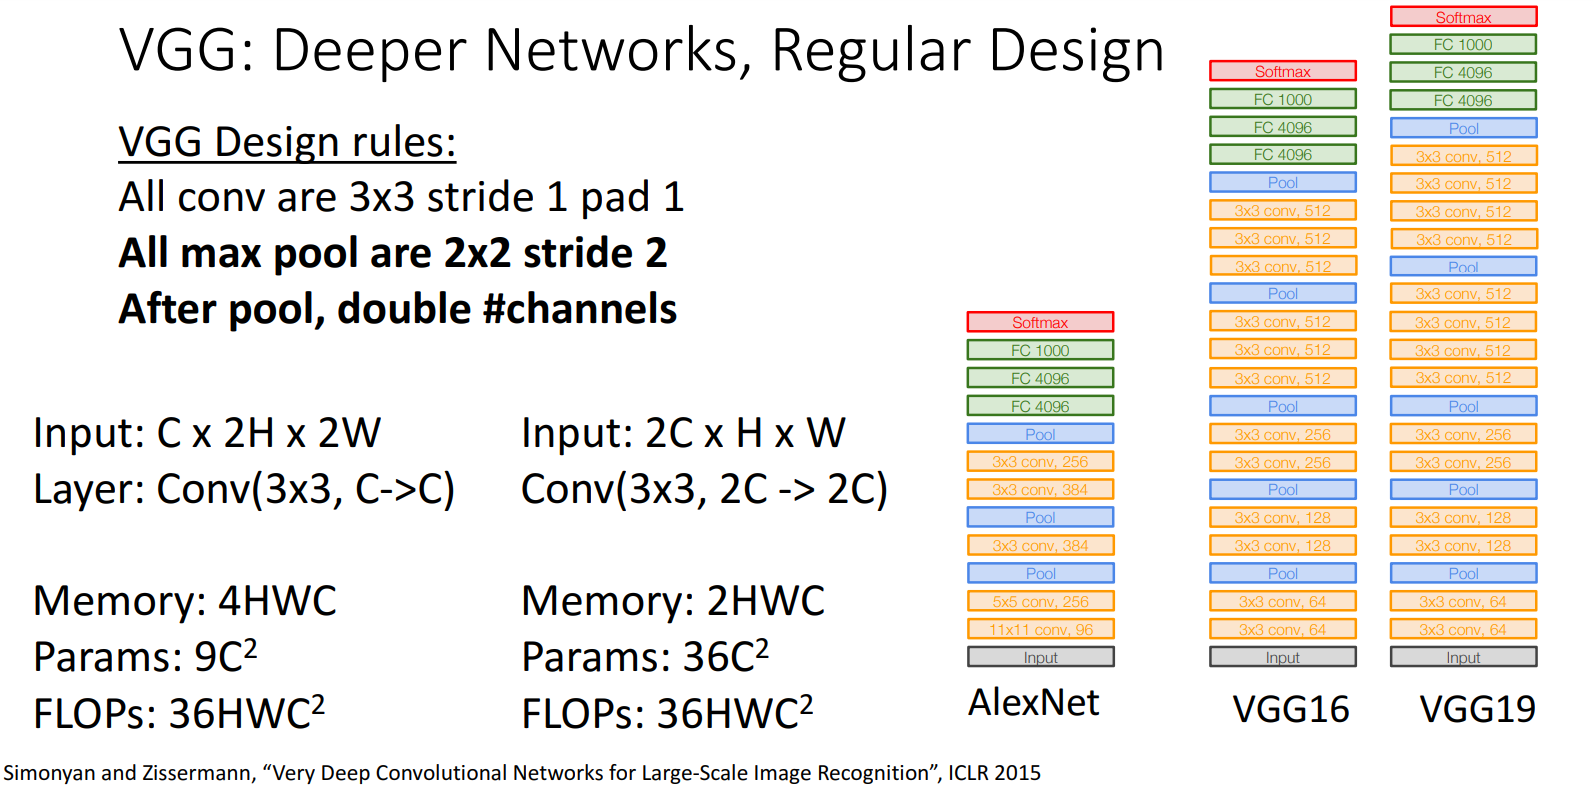 VGG: Deeper Networks, Regular Design
VGG Design rules:
All conv are 3x3 stride 1 pad 1
All max pool are 2x2 stride 2
After pool, double #channels
Input: C x 2H x 2W
Layer: Conv(3x3, C->C)
Memory: 4HWC
Params: 9C²
FLOPs: 36HWC²
Input: 2C x H x W
Conv(3x3, 2C -> 2C)
Memory: 2HWC
Params: 36C²
FLOPs: 36HWC²
Softmax
FC 1000
FC 4096
FC 4096
Pool
3x3 conv, 256
3x3 conv, 384
Pool
3x3 conv, 384
Pool
5x5 conv, 256
11x11 conv, 96
Input
AlexNet
Softmax
FC 1000
FC 4096
FC 4096
Pool
3x3 conv, 512
3x3 conv, 512
3x3 conv, 512
Pool
3x3 conv, 512
3x3 conv, 512
3x3 conv, 512
Pool
3x3 conv, 256
3x3 conv, 256
Pool
3x3 conv, 128
3x3 conv, 128
Pool
3x3 conv, 64
3x3 conv, 64
Input
VGG16
Softmax
FC 1000
FC 4096
FC 4096
Pool
3x3 conv, 512
3x3 conv, 512
3x3 conv, 512
3x3 conv, 512
Pool
3x3 conv, 512
3x3 conv, 512
3x3 conv, 512
3x3 conv, 512
Pool
3x3 conv, 256
3x3 conv, 256
Pool
3x3 conv, 128
3x3 conv, 128
Pool
3x3 conv, 64
3x3 conv, 64
Input
VGG19
Simonyan and Zissermann, “Very Deep Convolutional Networks for Large-Scale Image Recognition”, ICLR 2015